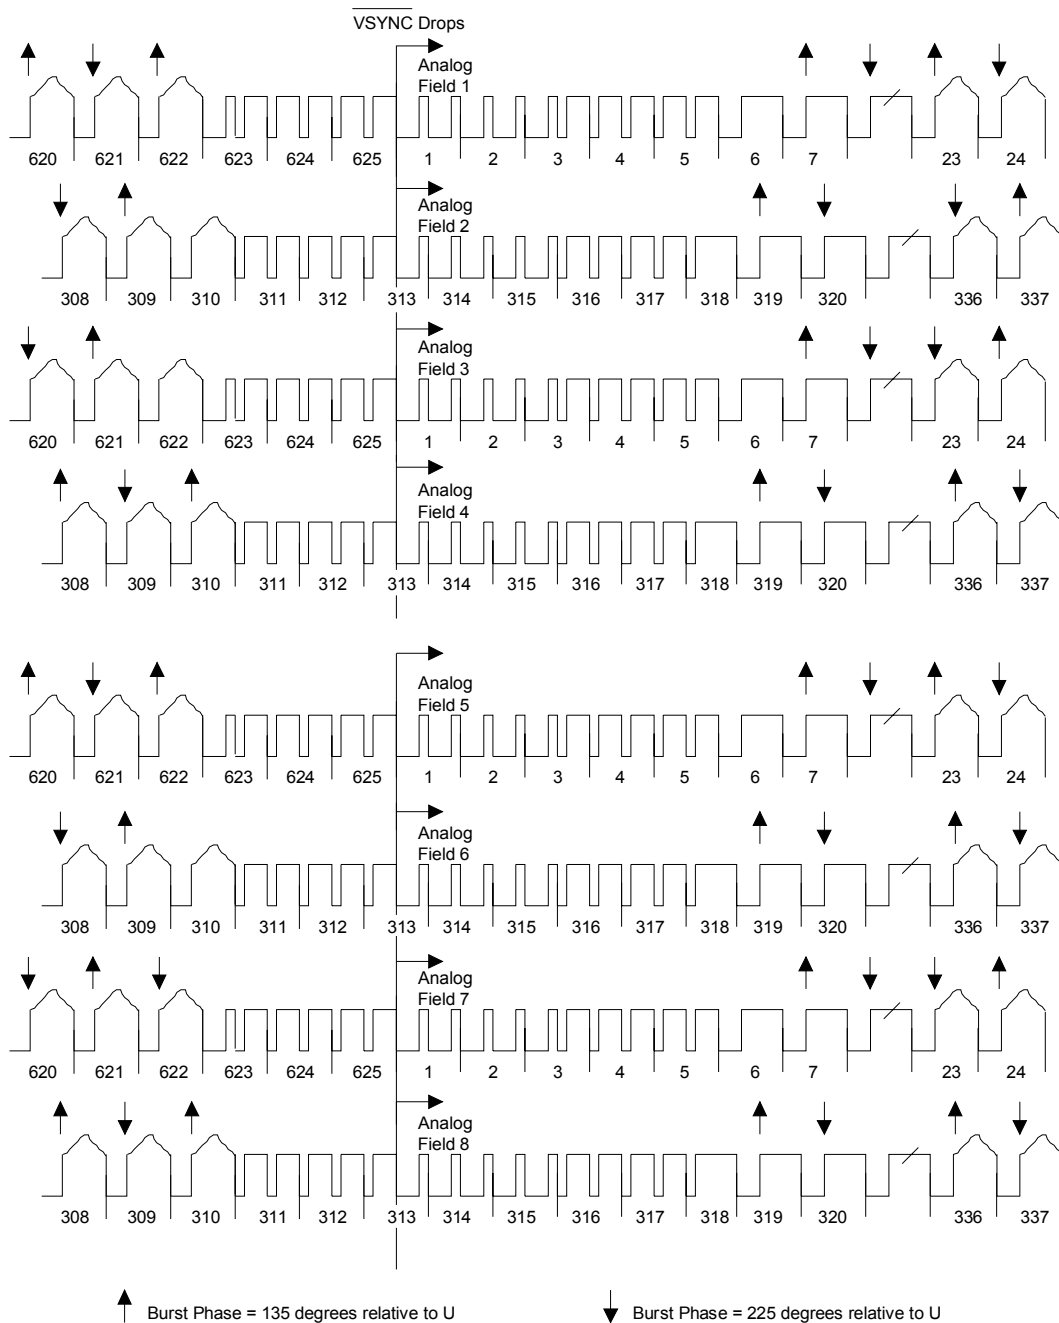 VSYNC Drops
Analog
Field 1
620 621 622 623 624 625 1 2 3 4 5 6 7 23 24
Analog
Field 2
308 309 310 311 312 313 314 315 316 317 318 319 320 336 337
Analog
Field 3
620 621 622 623 624 625 1 2 3 4 5 6 7 23 24
Analog
Field 4
308 309 310 311 312 313 314 315 316 317 318 319 320 336 337
Analog
Field 5
620 621 622 623 624 625 1 2 3 4 5 6 7 23 24
Analog
Field 6
308 309 310 311 312 313 314 315 316 317 318 319 320 336 337
Analog
Field 7
620 621 622 623 624 625 1 2 3 4 5 6 7 23 24
Analog
Field 8
308 309 310 311 312 313 314 315 316 317 318 319 320 336 337
Burst Phase = 135 degrees relative to U
Burst Phase = 225 degrees relative to U